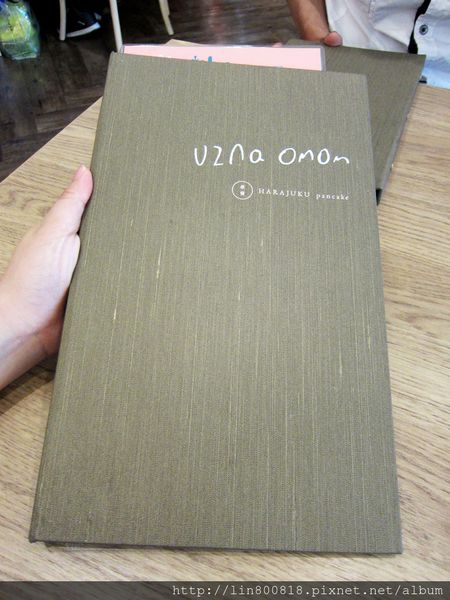 uzna omom
HARAJUKU pancake
http://lin800818.pixnet.net/album